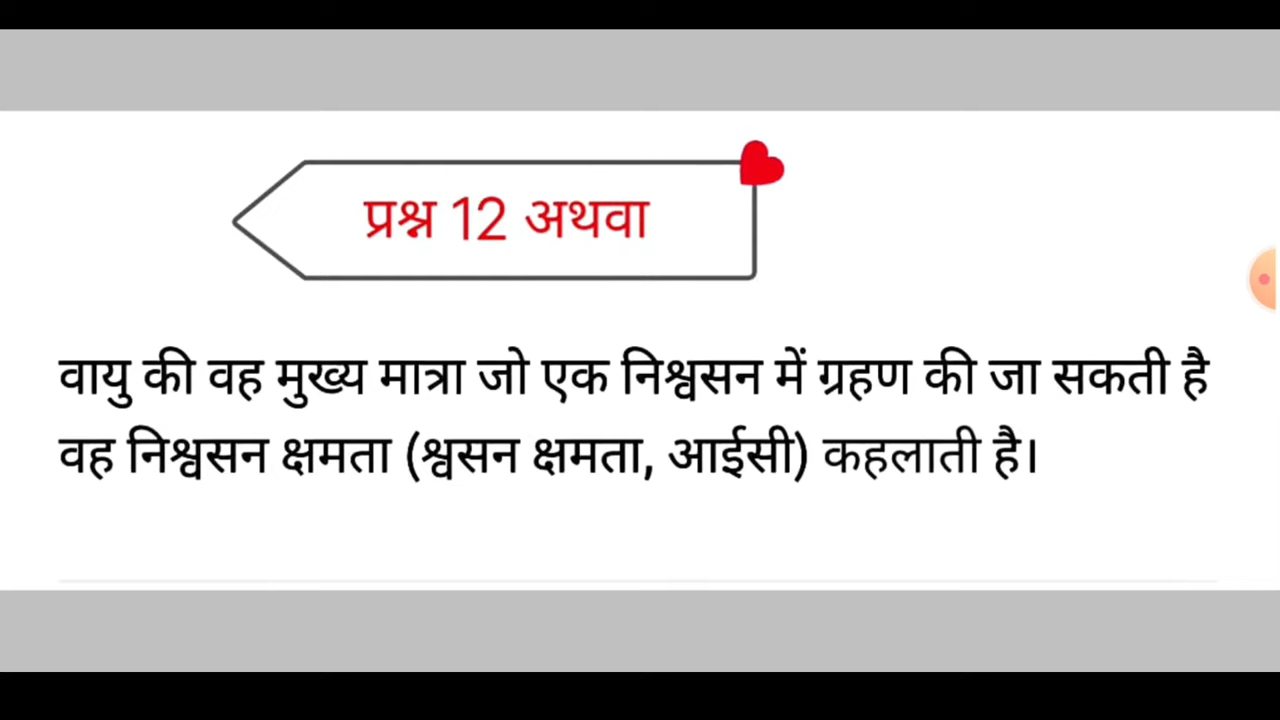 प्रश्न 12 अथवा
वायु की वह मुख्य मात्रा जो एक निश्वसन में ग्रहण की जा सकती है
वह निश्वसन क्षमता (श्वसन क्षमता, आईसी) कहलाती है।